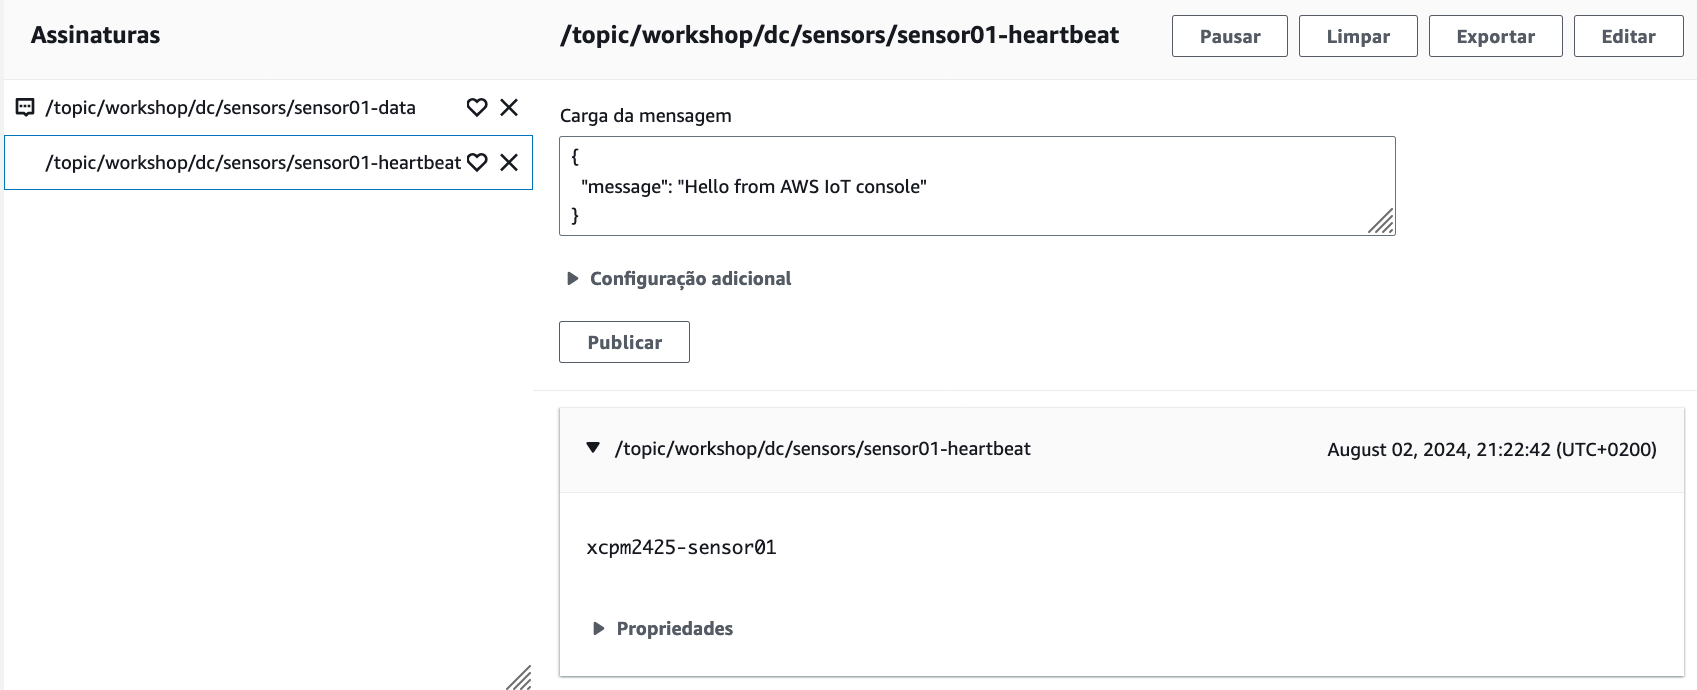 Assinaturas
/topic/workshop/dc/sensors/sensor01-heartbeat
Pausar
Limpar
Exportar
Editar
/topic/workshop/dc/sensors/sensor01-data
/topic/workshop/dc/sensors/sensor01-heartbeat
Carga da mensagem
{
"message": "Hello from AWS IoT console"
}
Configuração adicional
Publicar
/topic/workshop/dc/sensors/sensor01-heartbeat
August 02, 2024, 21:22:42 (UTC+0200)
xcpm2425-sensor01
Propriedades